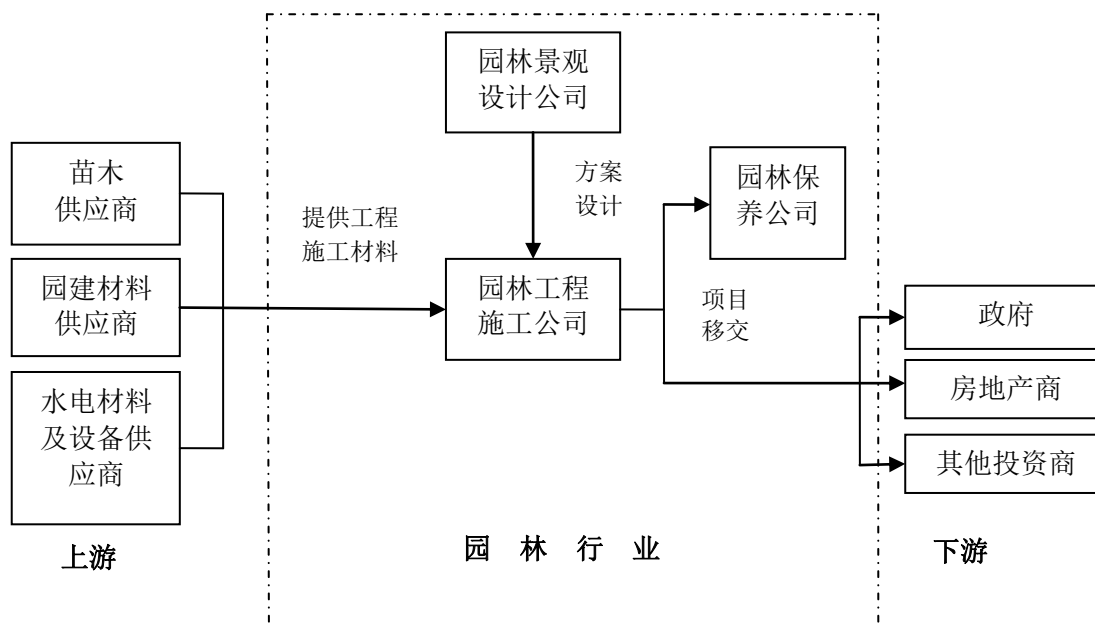 园林景观
设计公司
苗木
供应商
方案
设计
园林保
养公司
提供工程
施工材料
园建材料
供应商
园林工程
施工公司
项目
移交
政府
水电材料
及设备供
应商
房地产商
其他投资商
上游
园 林 行 业
下游